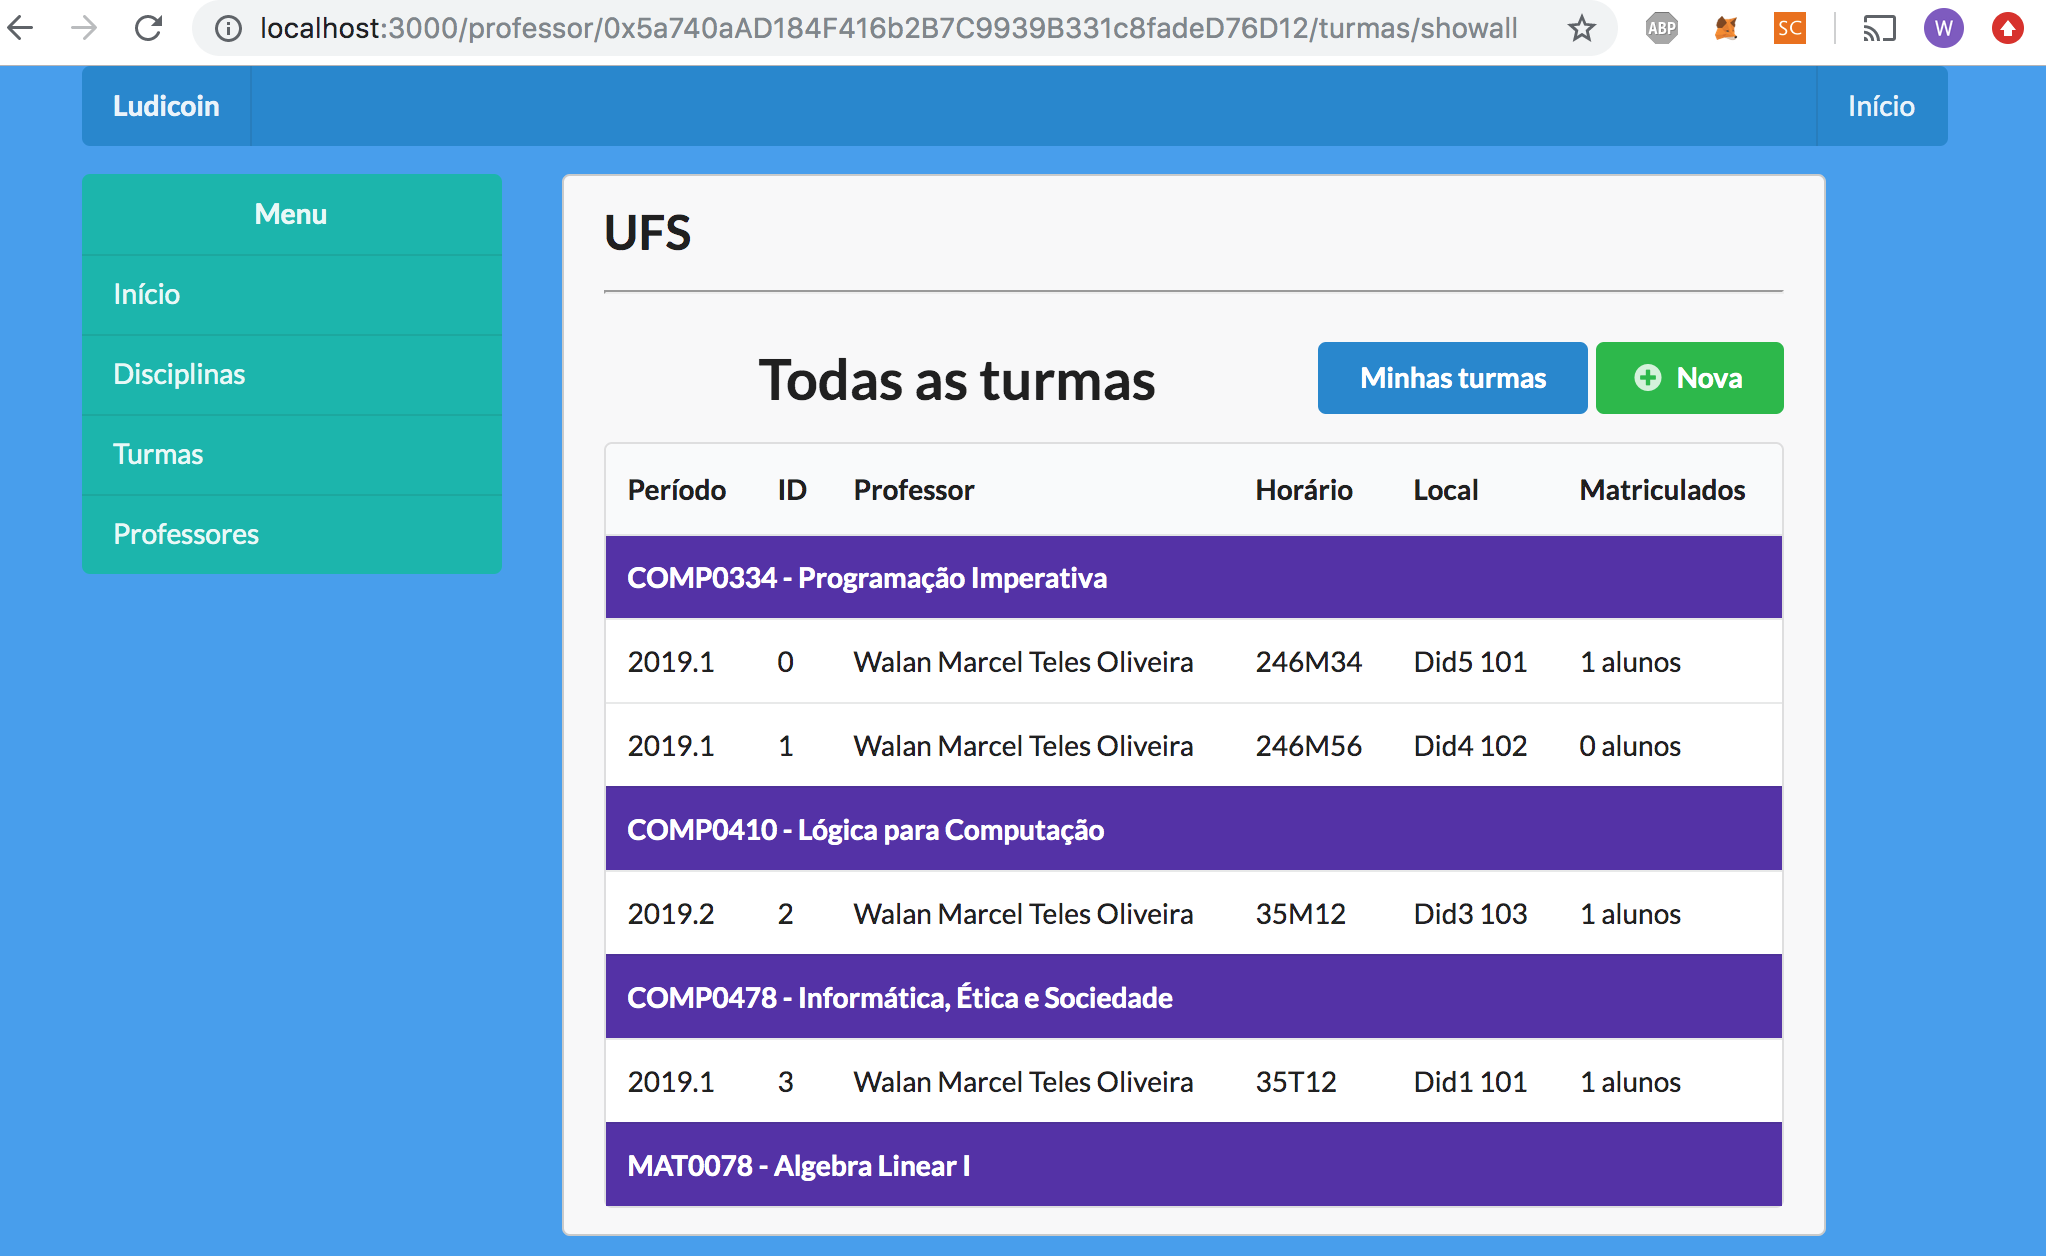 localhost:3000/professor/0x5a740aAD184F416b2B7C9939B331c8fadeD76D12/turmas/showall
ABP
SC
W
Ludicoin
Início
Menu
Início
Disciplinas
Turmas
Professores
UFS
Todas as turmas
Minhas turmas
Nova
Período ID Professor Horário Local Matriculados
COMP0334 - Programação Imperativa
2019.1 0 Walan Marcel Teles Oliveira 246M34 Did5 101 1 alunos
2019.1 1 Walan Marcel Teles Oliveira 246M56 Did4 102 0 alunos
COMP0410 - Lógica para Computação
2019.2 2 Walan Marcel Teles Oliveira 35M12 Did3 103 1 alunos
COMP0478 - Informática, Ética e Sociedade
2019.1 3 Walan Marcel Teles Oliveira 35T12 Did1 101 1 alunos
MAT0078 - Algebra Linear I